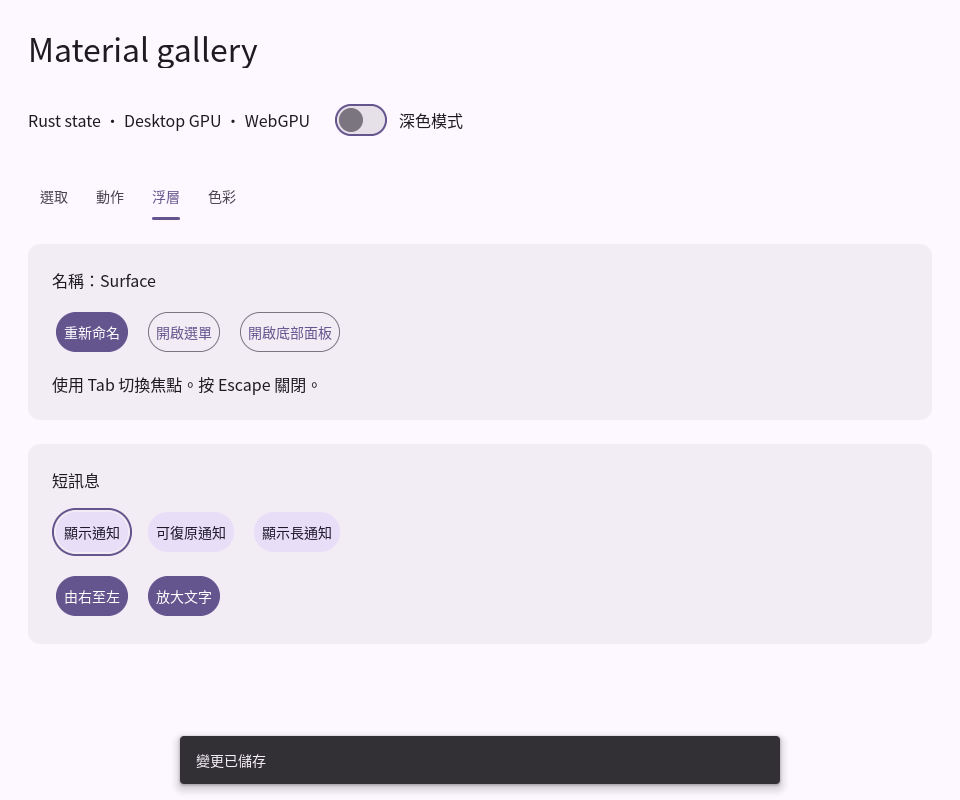 Material gallery
Rust state ・ Desktop GPU ・ WebGPU 深色模式
選取 動作 浮層 色彩
名稱：Surface
重新命名 開啟選單 開啟底部面板
使用 Tab 切換焦點。按 Escape 關閉。
短訊息
顯示通知 可復原通知 顯示長通知
由右至左 放大文字
變更已儲存